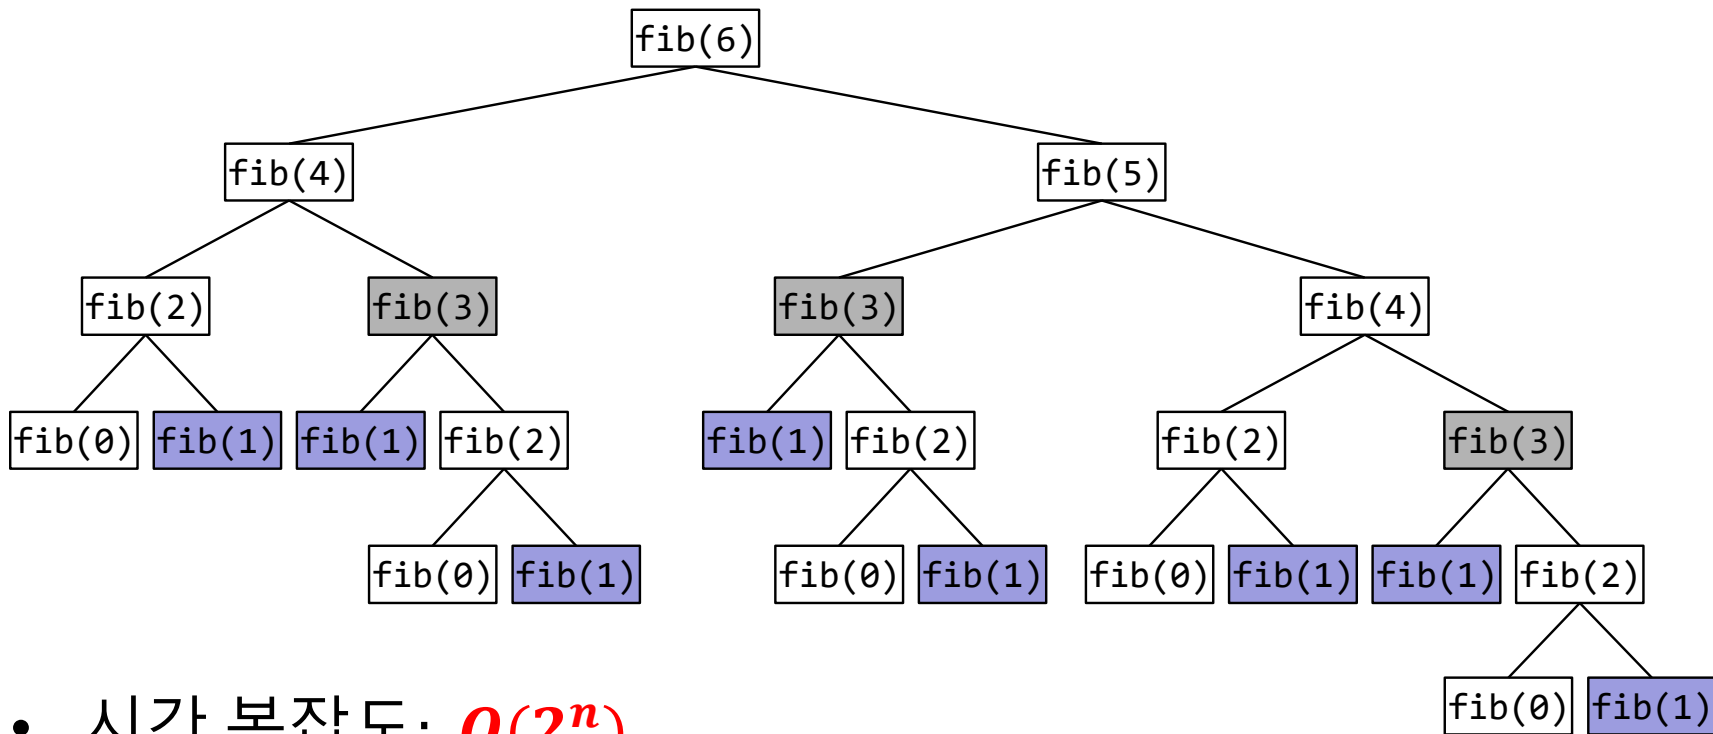 fib(6)
fib(4) fib(5)
fib(2) fib(3) fib(3) fib(4)
fib(0) fib(1) fib(1) fib(2) fib(1) fib(2) fib(2) fib(3)
fib(0) fib(1) fib(0) fib(1) fib(0) fib(1) fib(1) fib(2)
fib(0) fib(1)
• 시간 복잡도: O(2ⁿ)